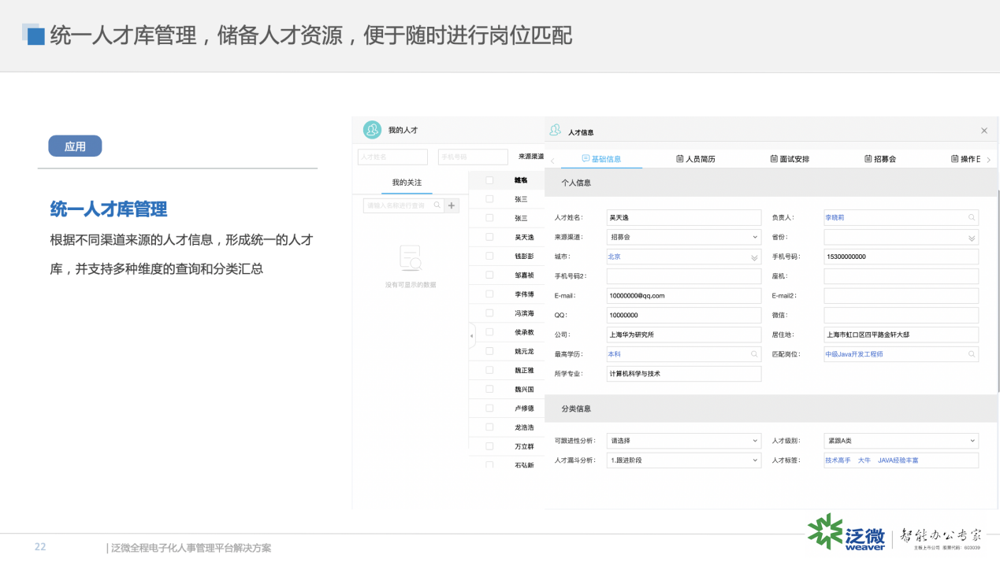 统一人才库管理，储备人才资源，便于随时进行岗位匹配
应用
统一人才库管理
根据不同渠道来源的人才信息，形成统一的人才
库，并支持多种维度的查询和分类汇总
我的人才
人才姓名
手机号码
来源渠道
我的关注
请输入名称进行查询
没有可显示的数据
张三
张三
吴天逸
钱彭彭
邹嘉祯
李伟博
冯滨海
侯承教
姚元龙
魏正雅
魏兴国
卢修德
龙浩浩
万立群
石弘新
人才信息
基础信息 人员简历 面试安排 招募会 操作日
个人信息
人才姓名： 吴天逸 负责人： 李晓莉
来源渠道： 招募会 省份：
城市： 北京 手机号码： 15300000000
手机号码2： 座机：
E-mail： 10000000@qq.com E-mail2：
QQ： 10000000 微信：
公司： 上海华为研究所 居住地： 上海市虹口区四平路金轩大邸
最高学历： 本科 匹配岗位： 中级Java开发工程师
所学专业： 计算机科学与技术
分类信息
可跟进性分析： 请选择 人才级别： 紧跟A类
人才漏斗分析： 1.跟进阶段 人才标签： 技术高手 大牛 JAVA经验丰富
22
| 泛微全程电子化人事管理平台解决方案
泛微
weaver
智能办公专家
主板上市公司 股票代码：603039